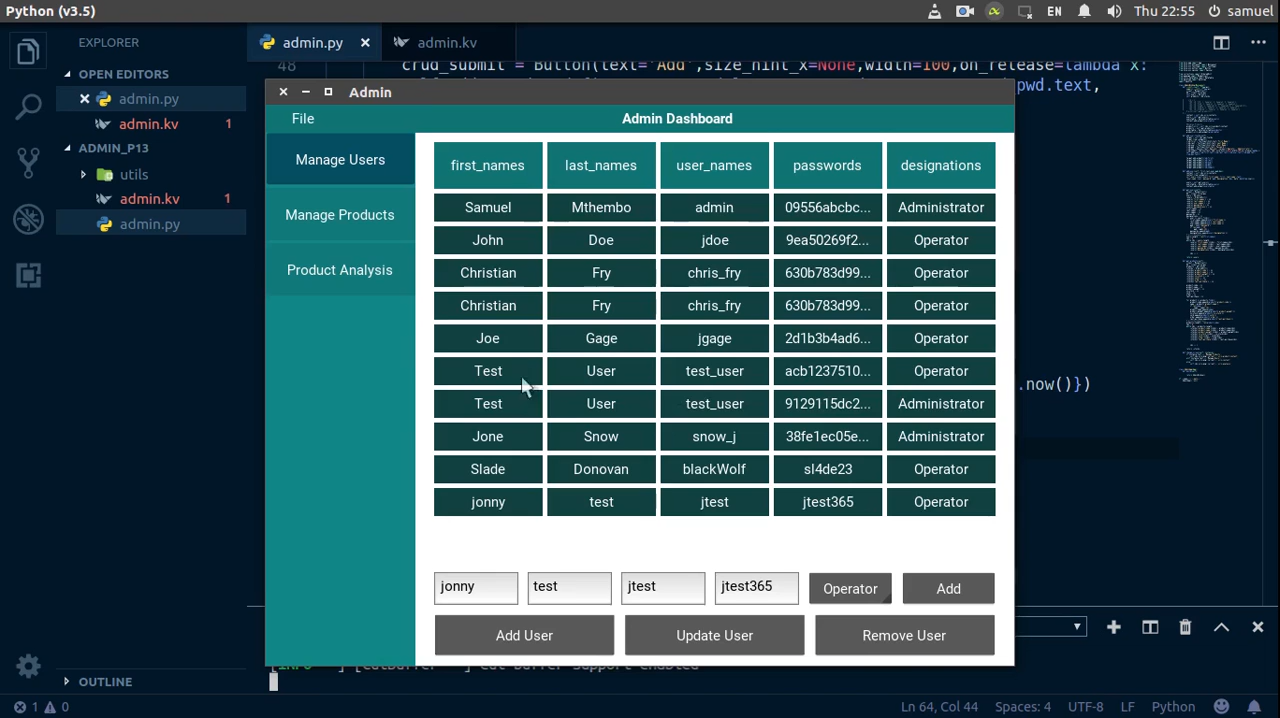 Python (v3.5)
EN
Thu 22:55
samuel
EXPLORER
admin.py
admin.kv
OPEN EDITORS
admin.py
admin.kv 1
ADMIN_P13
utils
admin.kv 1
admin.py
48 crud_submit = Button(text='Add',size_hint_x=None,width=100,on_release=lambda x:
pwd.text,
.now()})
Admin
File
Admin Dashboard
Manage Users
Manage Products
Product Analysis
first_names last_names user_names passwords designations
Samuel Mthembo admin 09556abcbc... Administrator
John Doe jdoe 9ea50269f2... Operator
Christian Fry chris_fry 630b783d99... Operator
Christian Fry chris_fry 630b783d99... Operator
Joe Gage jgage 2d1b3b4ad6... Operator
Test User test_user acb1237510... Operator
Test User test_user 9129115dc2... Administrator
Jone Snow snow_j 38fe1ec05e... Administrator
Slade Donovan blackWolf sl4de23 Operator
jonny test jtest jtest365 Operator
jonny test jtest jtest365 Operator Add
Add User Update User Remove User
OUTLINE
1 0
Ln 64, Col 44 Spaces: 4 UTF-8 LF Python